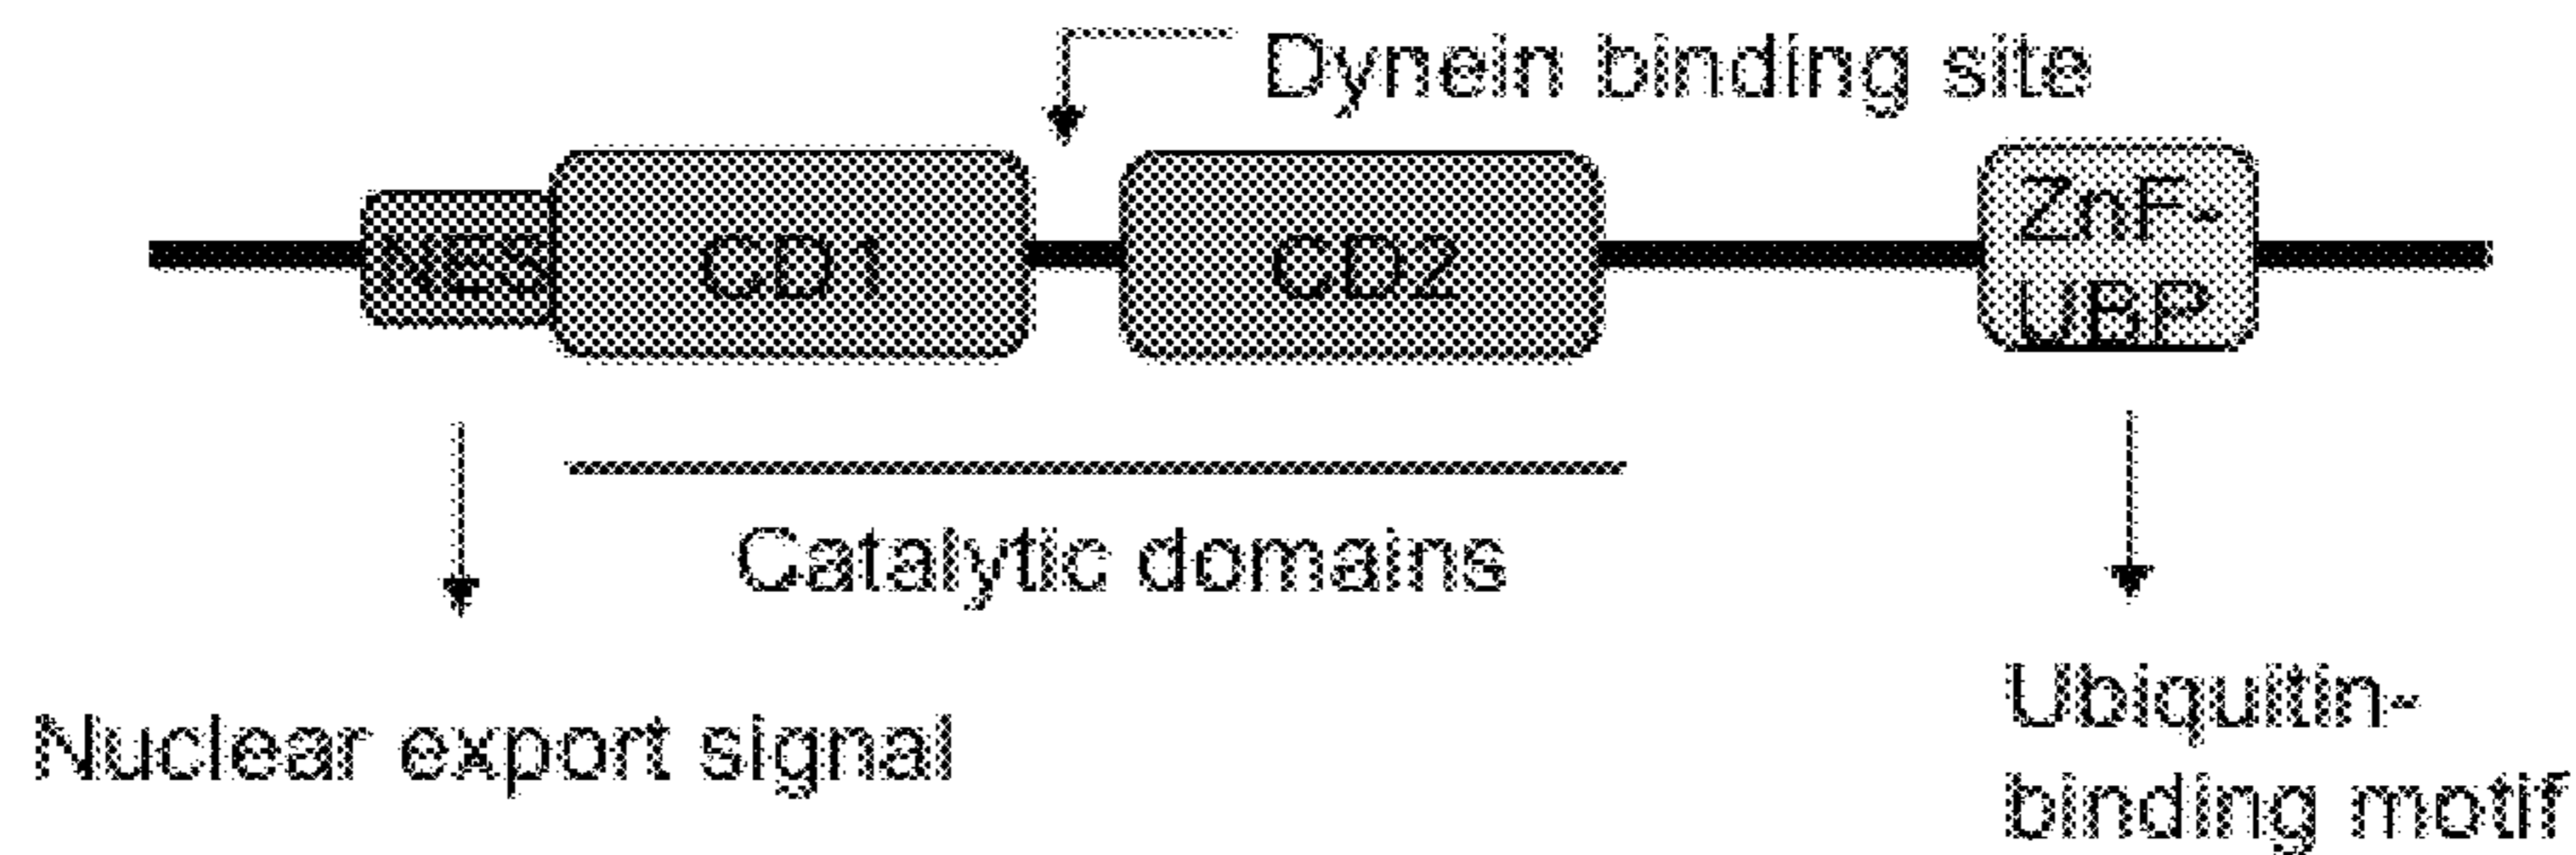 Dynein binding site
NES
CD1
CD2
ZnF-
UBP
Catalytic domains
Nuclear export signal
Ubiquitin-
binding motif